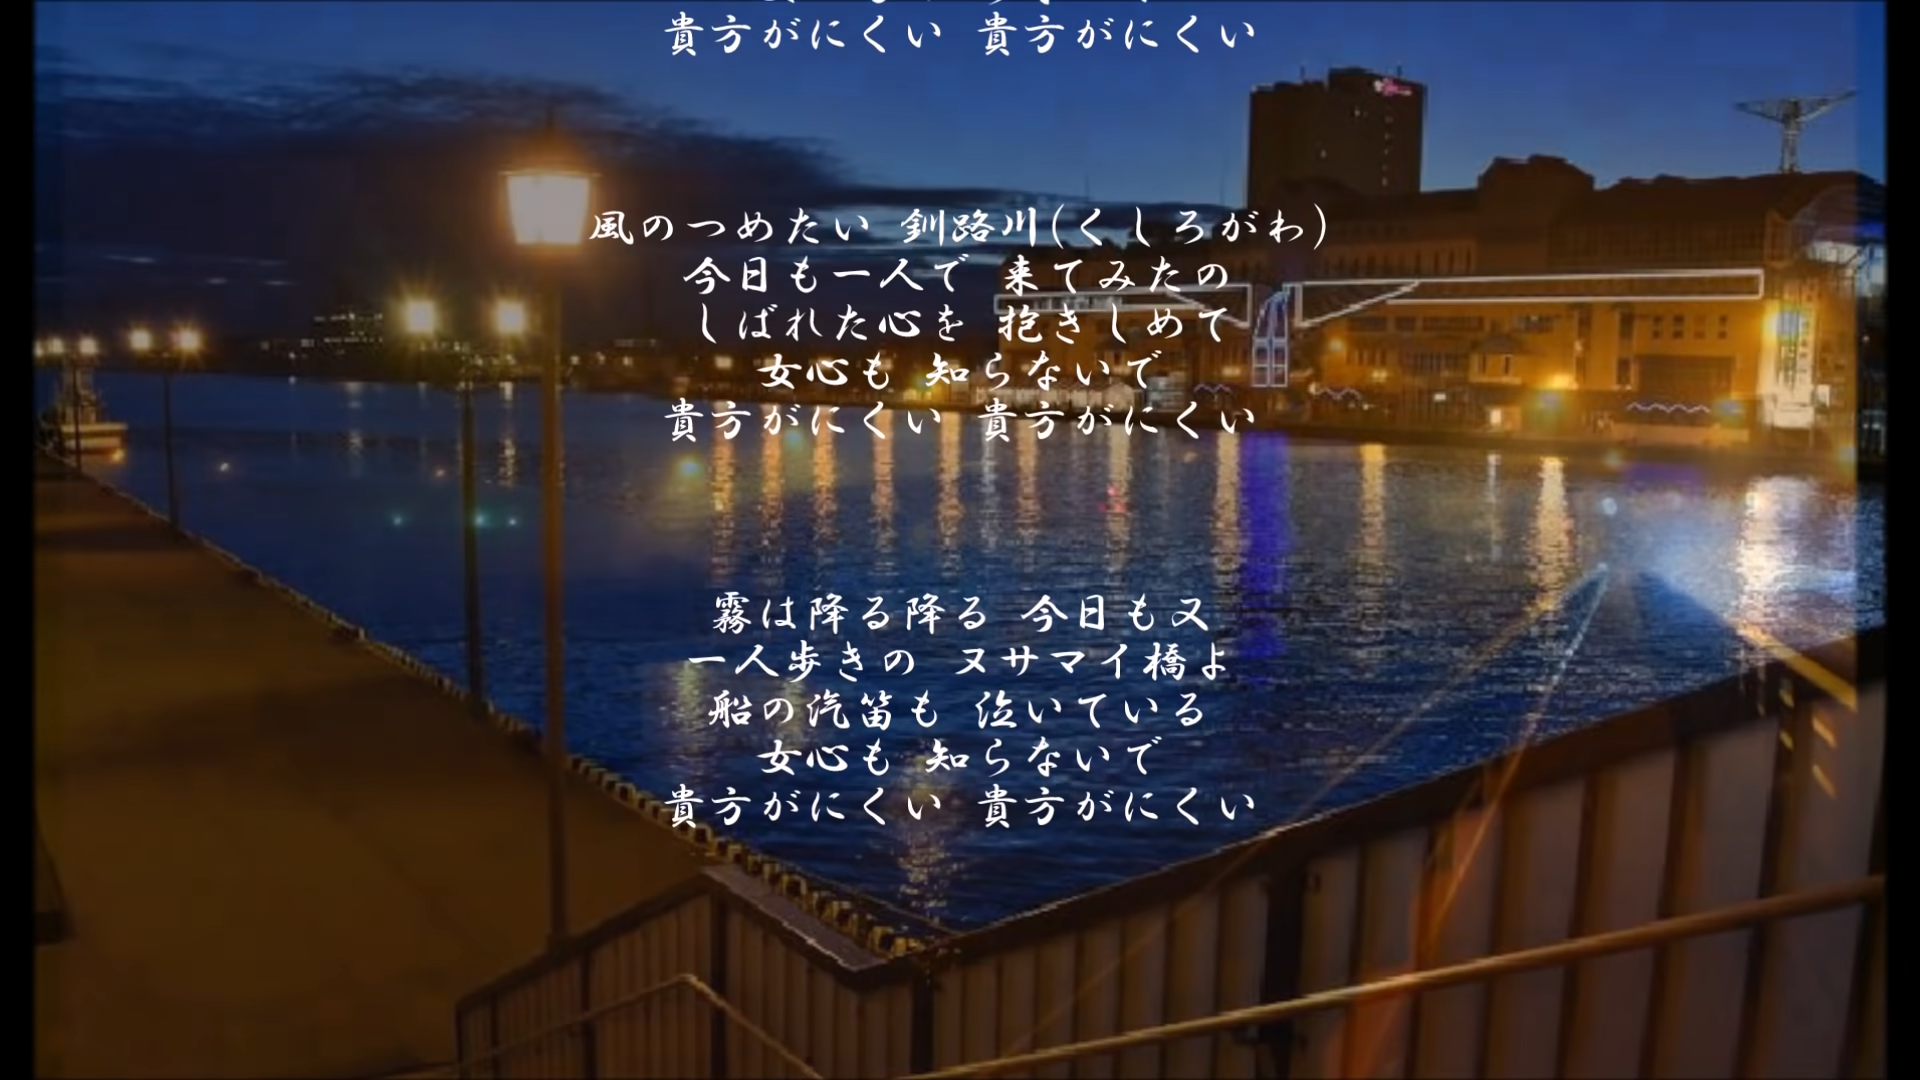 貴方がにくい 貴方がにくい
風のつめたい 釧路川(くしろがわ)
今日も一人で 来てみたの
しばれた心を 抱きしめて
女心も 知らないで
貴方がにくい 貴方がにくい
霧は降る降る 今日も又
一人歩きの ヌサマイ橋よ
船の汽笛も 泣いている
女心も 知らないで
貴方がにくい 貴方がにくい